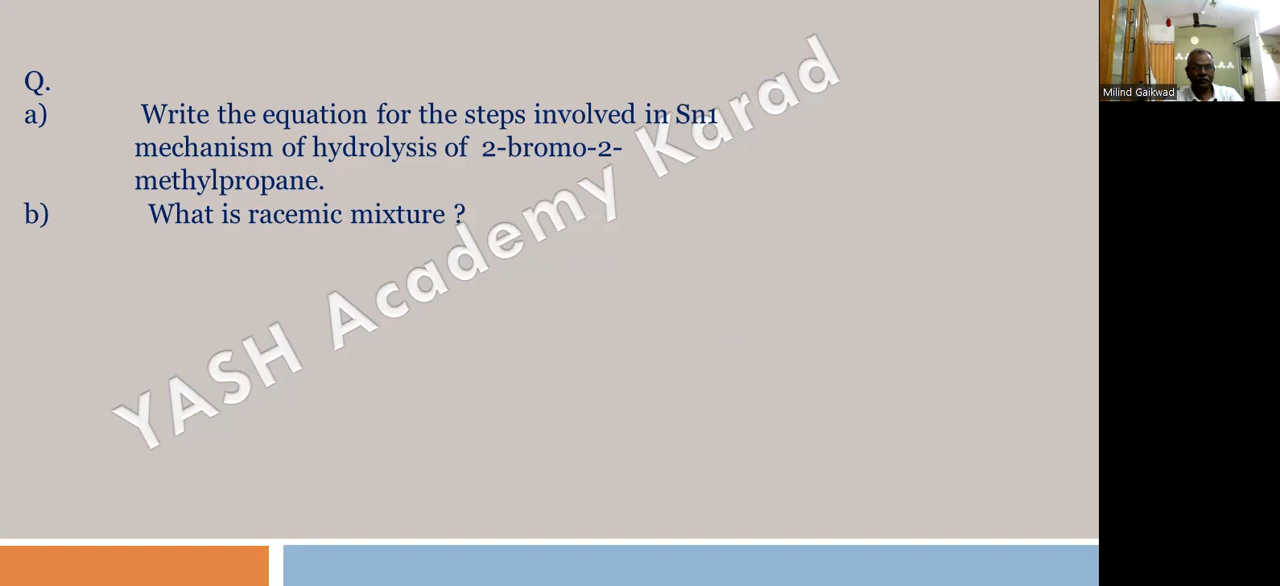 Q.
a) Write the equation for the steps involved in Sn1
mechanism of hydrolysis of 2-bromo-2-
methylpropane.
b) What is racemic mixture ?
YASH Academy Karad
Milind Gaikwad